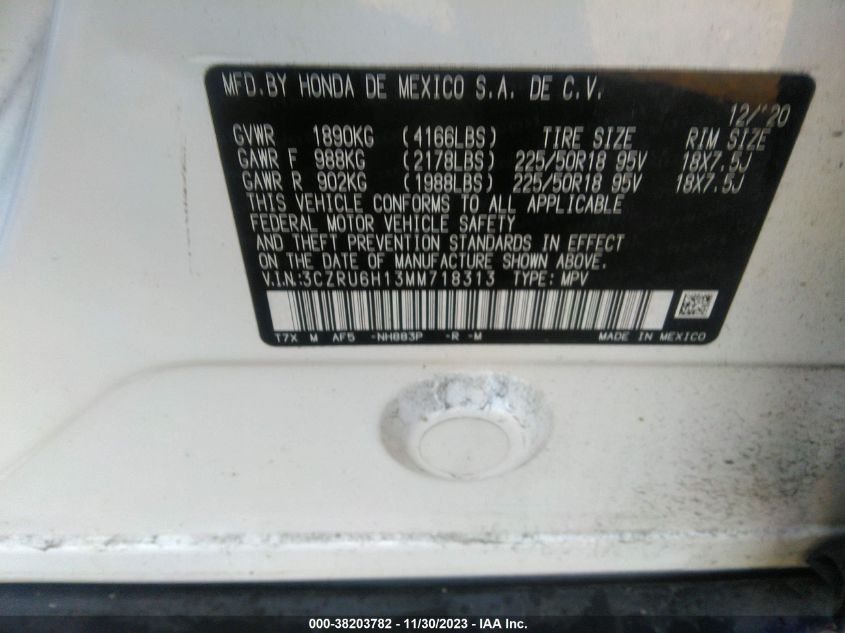 MFD.BY HONDA DE MEXICO S.A. DE C.V.
12/'20
GVWR 1890KG (4166LBS) TIRE SIZE RIM SIZE
GAWR F 988KG (2178LBS) 225/50R18 95V 18X7.5J
GAWR R 902KG (1988LBS) 225/50R18 95V 18X7.5J
THIS VEHICLE CONFORMS TO ALL APPLICABLE
FEDERAL MOTOR VEHICLE SAFETY
AND THEFT PREVENTION STANDARDS IN EFFECT
ON THE DATE OF MANUFACTURE SHOWN ABOVE.
V.I.N.:3CZRU6H13MM718313 TYPE: MPV
T7X M AF5 -NH883P -R -M MADE IN MEXICO
000-38203782 - 11/30/2023 - IAA Inc.